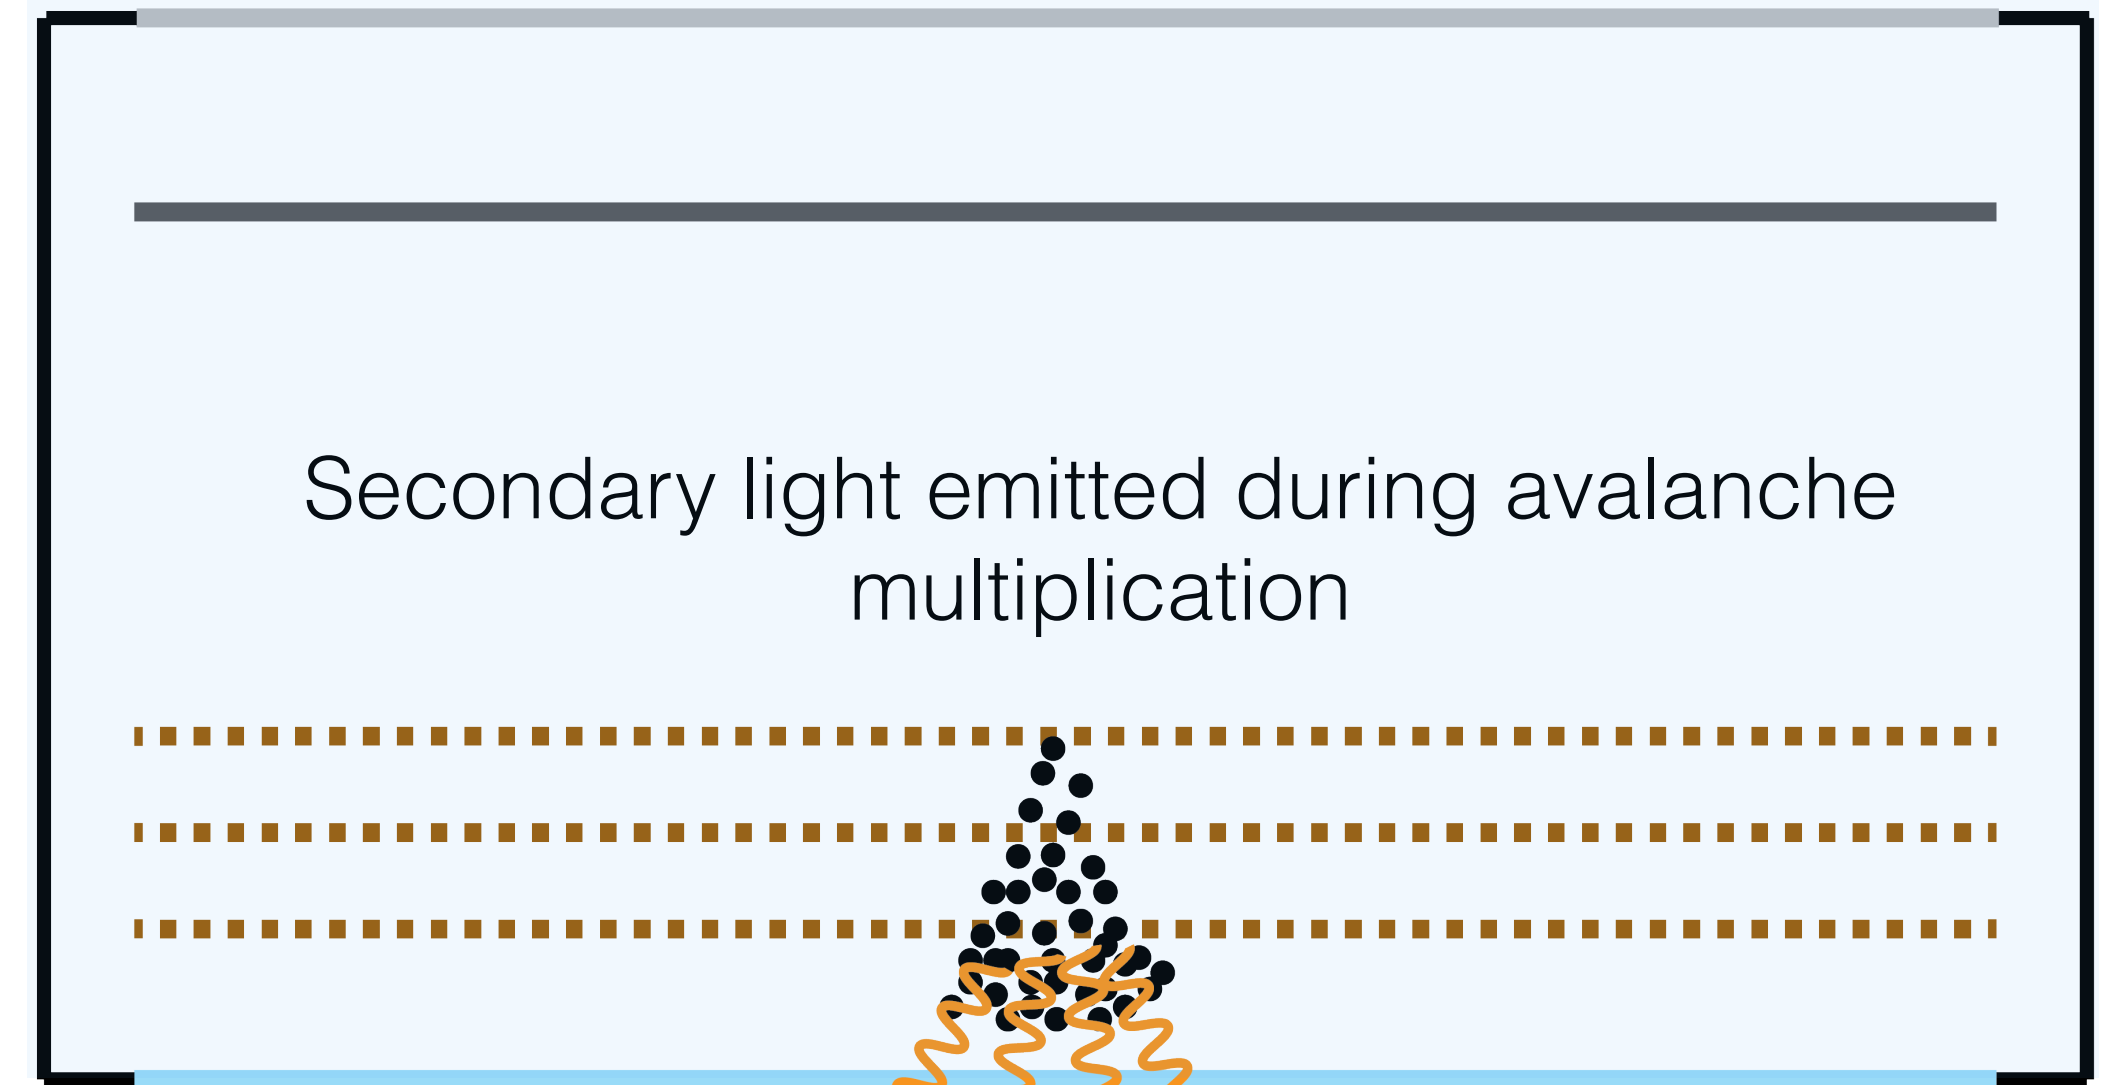 Secondary light emitted during avalanche
multiplication